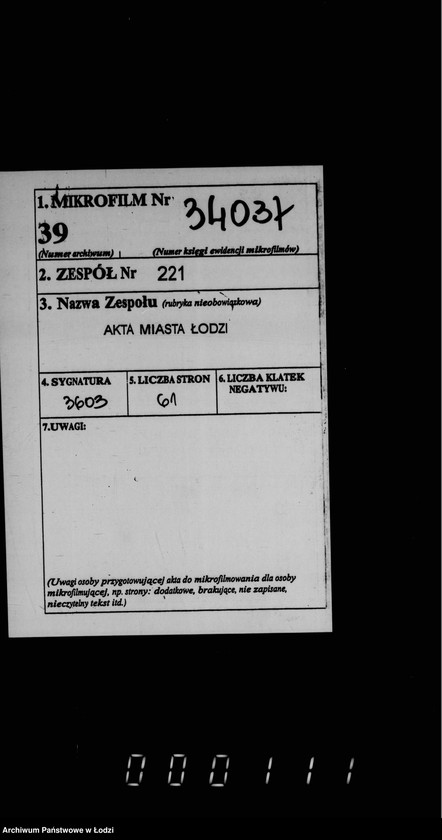 1. MIKROFILM Nr 34037
39
(Numer archiwum) (Numer księgi ewidencji mikrofilmów)
2. ZESPÓŁ Nr 221
3. Nazwa Zespołu (rubryka nieobowiązkowa)
AKTA MIASTA ŁODZI
4. SYGNATURA 5. LICZBA STRON 6. LICZBA KLATEK
NEGATYWU:
3603 61
7.UWAGI:
(Uwagi osoby przygotowującej akta do mikrofilmowania dla osoby
mikrofilmującej, np. strony: dodatkowe, brakujące, nie zapisane,
nieczytelny tekst itd.)
000111
Archiwum Państwowe w Łodzi